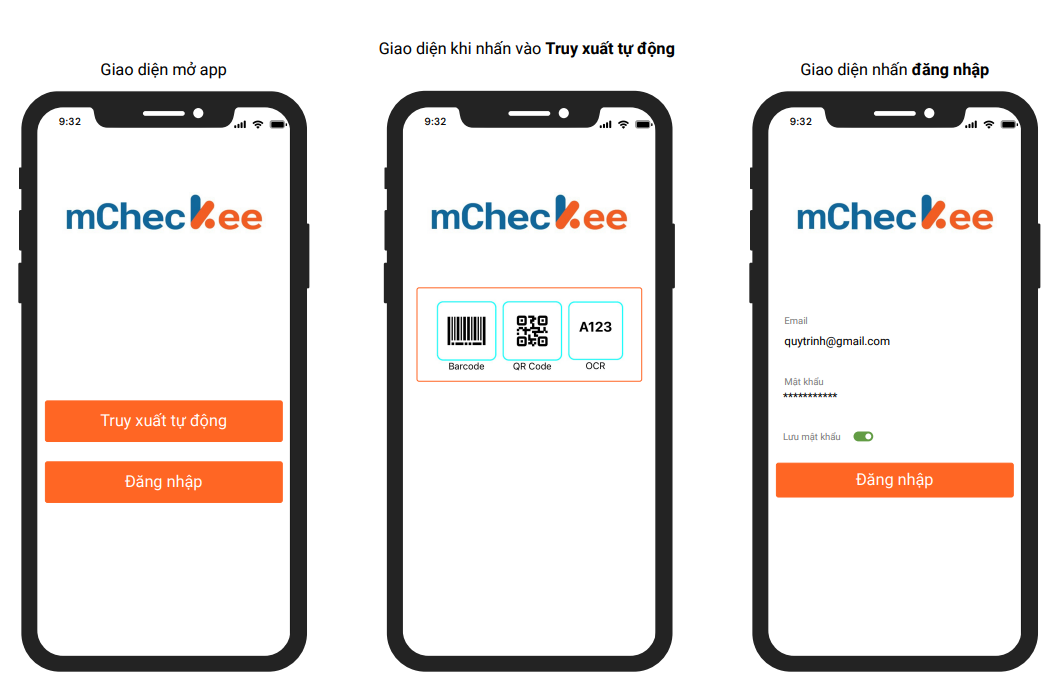 Giao diện mở app
9:32
mCheckee
Truy xuất tự động
Đăng nhập
Giao diện khi nhấn vào Truy xuất tự động
9:32
mCheckee
A123
Barcode QR Code OCR
Giao diện nhấn đăng nhập
9:32
mCheckee
Email
quytrinh@gmail.com
Mât khẩu
***********
Lưu mật khẩu
Đăng nhập